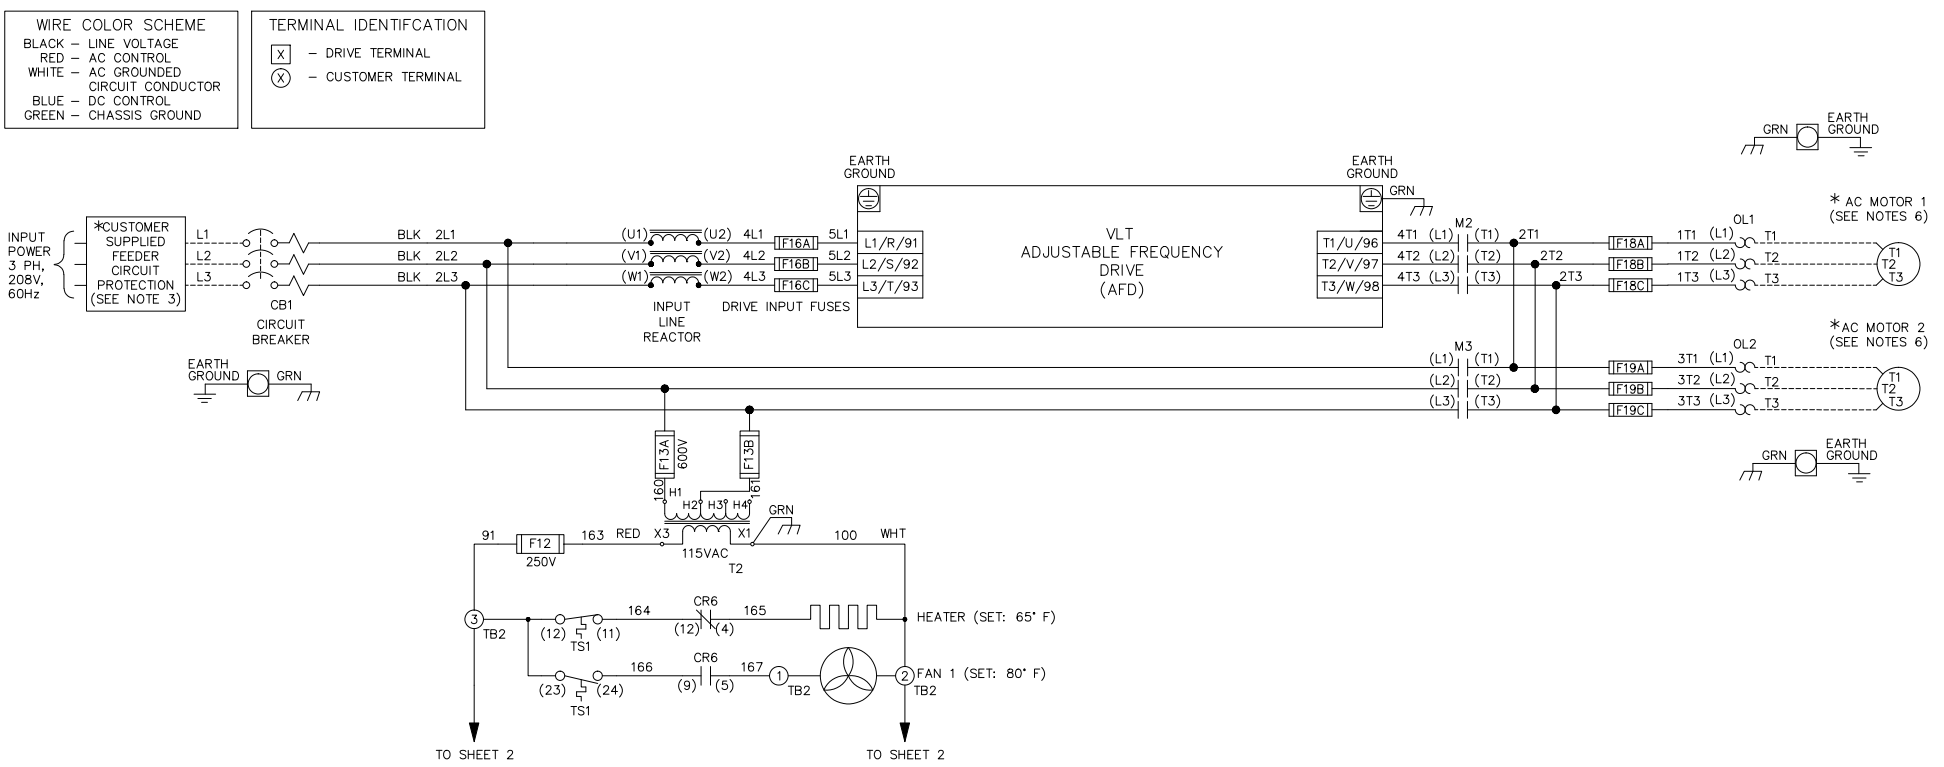 WIRE COLOR SCHEME
BLACK – LINE VOLTAGE
RED – AC CONTROL
WHITE – AC GROUNDED
CIRCUIT CONDUCTOR
BLUE – DC CONTROL
GREEN – CHASSIS GROUND
TERMINAL IDENTIFCATION
X – DRIVE TERMINAL
X – CUSTOMER TERMINAL
INPUT
POWER
3 PH,
208V,
60Hz
*CUSTOMER
SUPPLIED
FEEDER
CIRCUIT
PROTECTION
(SEE NOTE 3)
L1
L2
L3
CB1
CIRCUIT
BREAKER
EARTH
GROUND
GRN
BLK 2L1
BLK 2L2
BLK 2L3
(U1) (U2) 4L1 F16A 5L1
(V1) (V2) 4L2 F16B 5L2
(W1) (W2) 4L3 F16C 5L3
INPUT
LINE
REACTOR
DRIVE INPUT FUSES
EARTH
GROUND
L1/R/91
L2/S/92
L3/T/93
VLT
ADJUSTABLE FREQUENCY
DRIVE
(AFD)
EARTH
GROUND
GRN
T1/U/96
T2/V/97
T3/W/98
M2
4T1 (L1) (T1) 2T1
4T2 (L2) (T2) 2T2
4T3 (L3) (T3) 2T3
F18A 1T1 (L1) T1
F18B 1T2 (L2) T2
F18C 1T3 (L3) T3
OL1
GRN
EARTH
GROUND
* AC MOTOR 1
(SEE NOTES 6)
T1
T2
T3
M3
(L1) (T1)
(L2) (T2)
(L3) (T3)
F19A 3T1 (L1) T1
F19B 3T2 (L2) T2
F19C 3T3 (L3) T3
OL2
*AC MOTOR 2
(SEE NOTES 6)
T1
T2
T3
GRN
EARTH
GROUND
F13A
600V
F13B
160
161
H1
H2 H3 H4
GRN
91 F12 163 RED X3 X1 100 WHT
250V
115VAC
T2
3
TB2
(12) (11) 164 CR6 (12) (4) 165
TS1
HEATER (SET: 65° F)
(23) (24) 166 CR6 (9) (5) 167 1
TS1
TB2
2
TB2
FAN 1 (SET: 80° F)
TO SHEET 2
TO SHEET 2